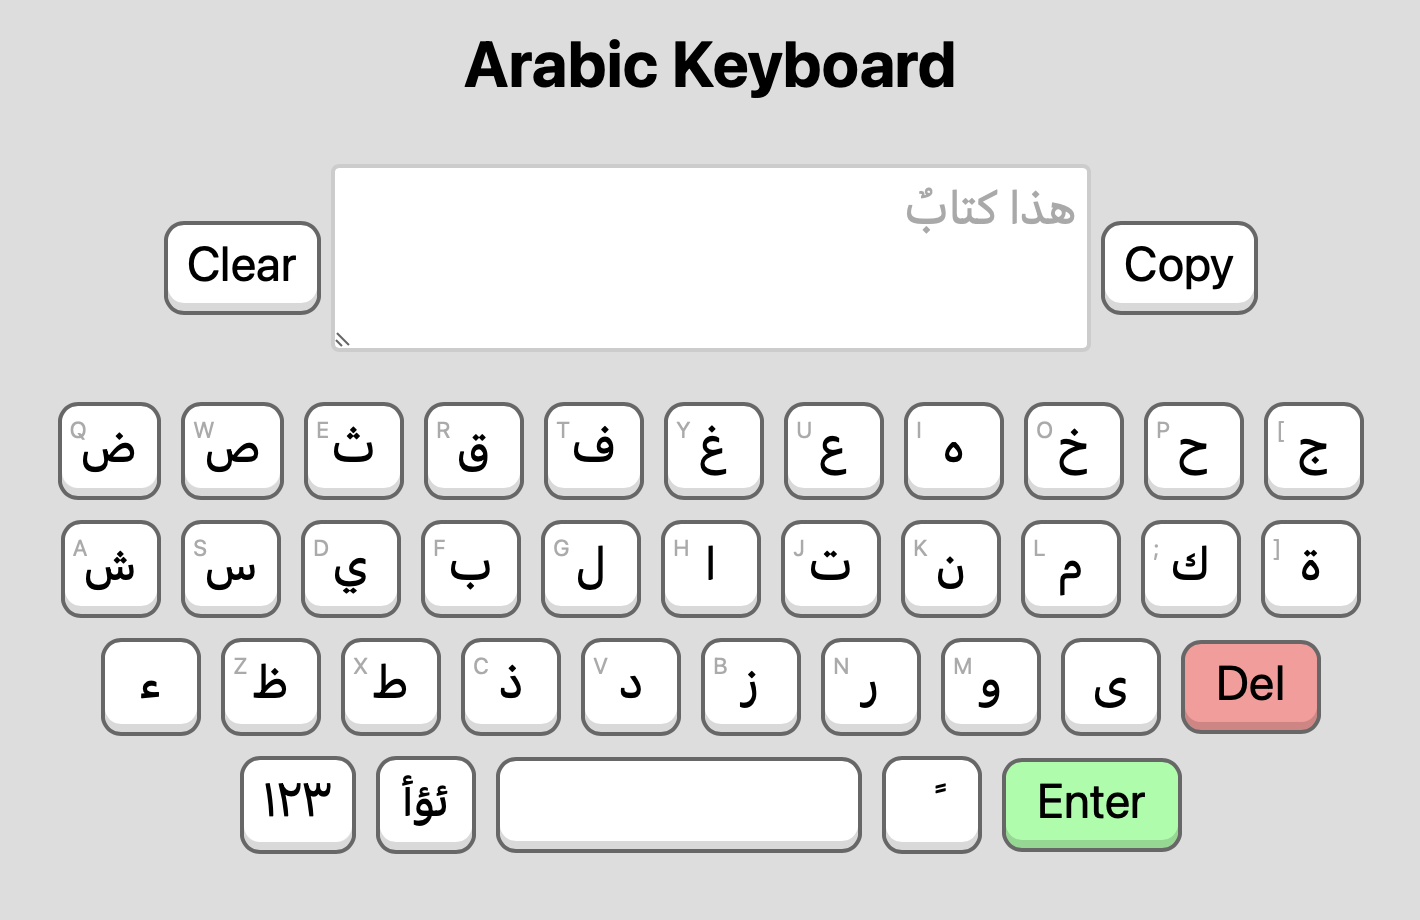 Arabic Keyboard
Clear
هذا كتابٌ
Copy
Q ض W ص E ث R ق T ف Y غ U ع I ه O خ P ح [ ج
A ش S س D ي F ب G ل H ا J ت K ن L م ; ك ] ة
ء Z ظ X ط C ذ V د B ز N ر M و ى Del
١٢٣ ئؤأ ً Enter